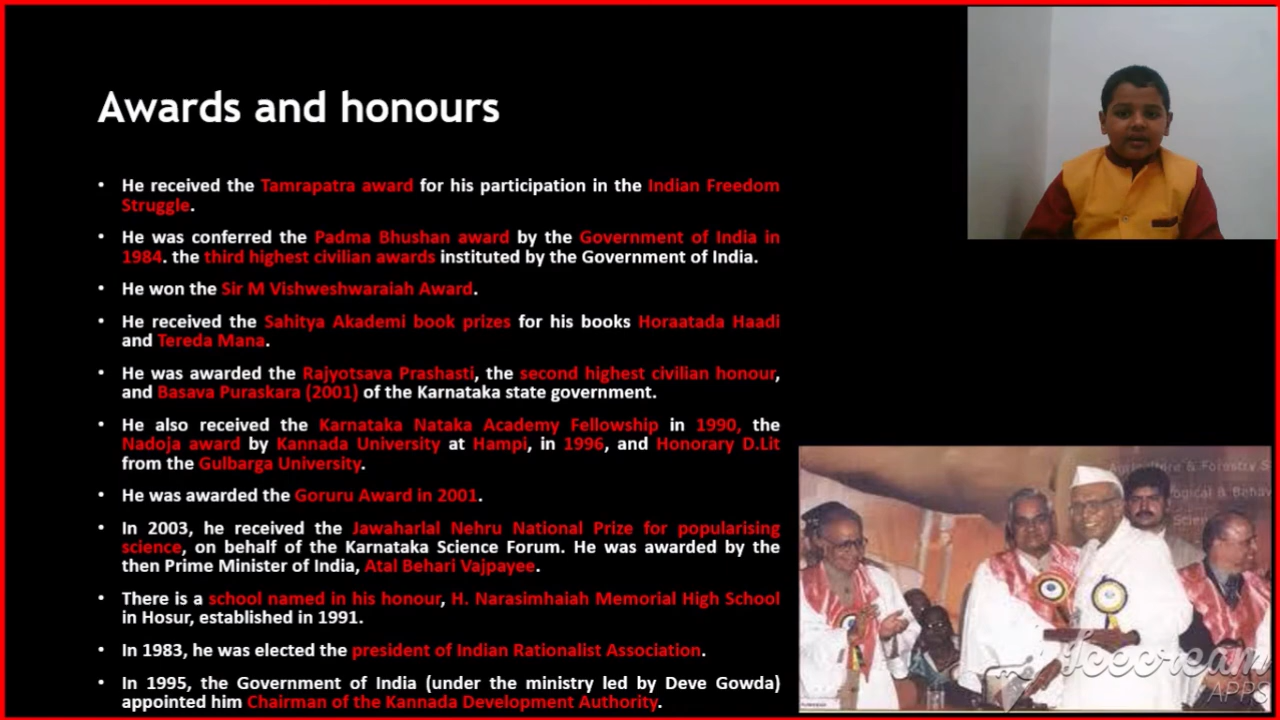 Awards and honours
• He received the Tamrapatra award for his participation in the Indian Freedom
Struggle.
• He was conferred the Padma Bhushan award by the Government of India in
1984. the third highest civilian awards instituted by the Government of India.
• He won the Sir M Vishweshwaraiah Award.
• He received the Sahitya Akademi book prizes for his books Horaatada Haadi
and Tereda Mana.
• He was awarded the Rajyotsava Prashasti, the second highest civilian honour,
and Basava Puraskara (2001) of the Karnataka state government.
• He also received the Karnataka Nataka Academy Fellowship in 1990, the
Nadoja award by Kannada University at Hampi, in 1996, and Honorary D.Lit
from the Gulbarga University.
• He was awarded the Goruru Award in 2001.
• In 2003, he received the Jawaharlal Nehru National Prize for popularising
science, on behalf of the Karnataka Science Forum. He was awarded by the
then Prime Minister of India, Atal Behari Vajpayee.
• There is a school named in his honour, H. Narasimhaiah Memorial High School
in Hosur, established in 1991.
• In 1983, he was elected the president of Indian Rationalist Association.
• In 1995, the Government of India (under the ministry led by Deve Gowda)
appointed him Chairman of the Kannada Development Authority.
Agriculture & Forestry S
ogical & Behav
Scien
Icecream
APPS